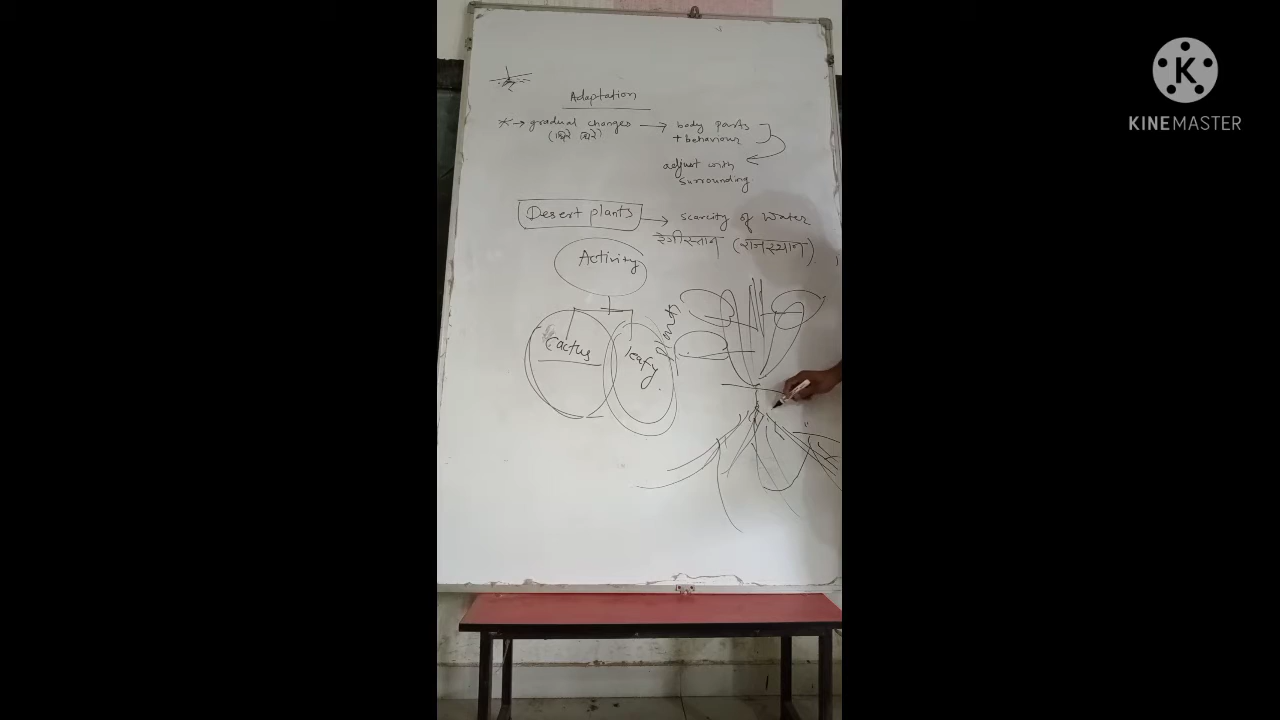 Adaptation
* → gradual changes → body parts
(धिरे धिरे) + behaviour
adjust with
surrounding.
Desert plants → scarcity of water
रेगीस्तान (राजस्थान)
Activity
Cactus leafy plants
K
KINEMASTER